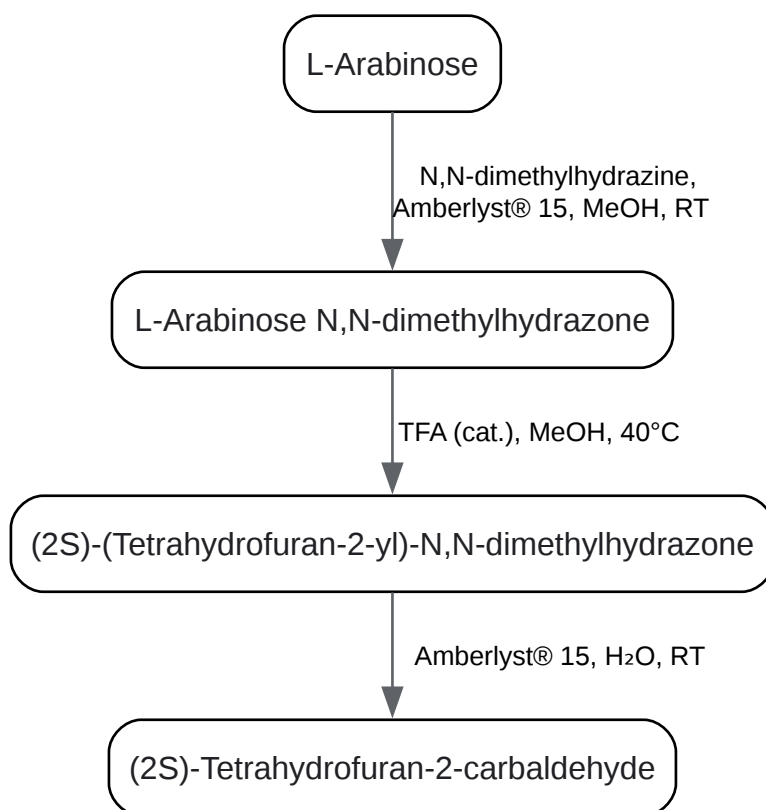 L-Arabinose
N,N-dimethylhydrazine,
Amberlyst® 15, MeOH, RT
L-Arabinose N,N-dimethylhydrazone
TFA (cat.), MeOH, 40°C
(2S)-(Tetrahydrofuran-2-yl)-N,N-dimethylhydrazone
Amberlyst® 15, H₂O, RT
(2S)-Tetrahydrofuran-2-carbaldehyde